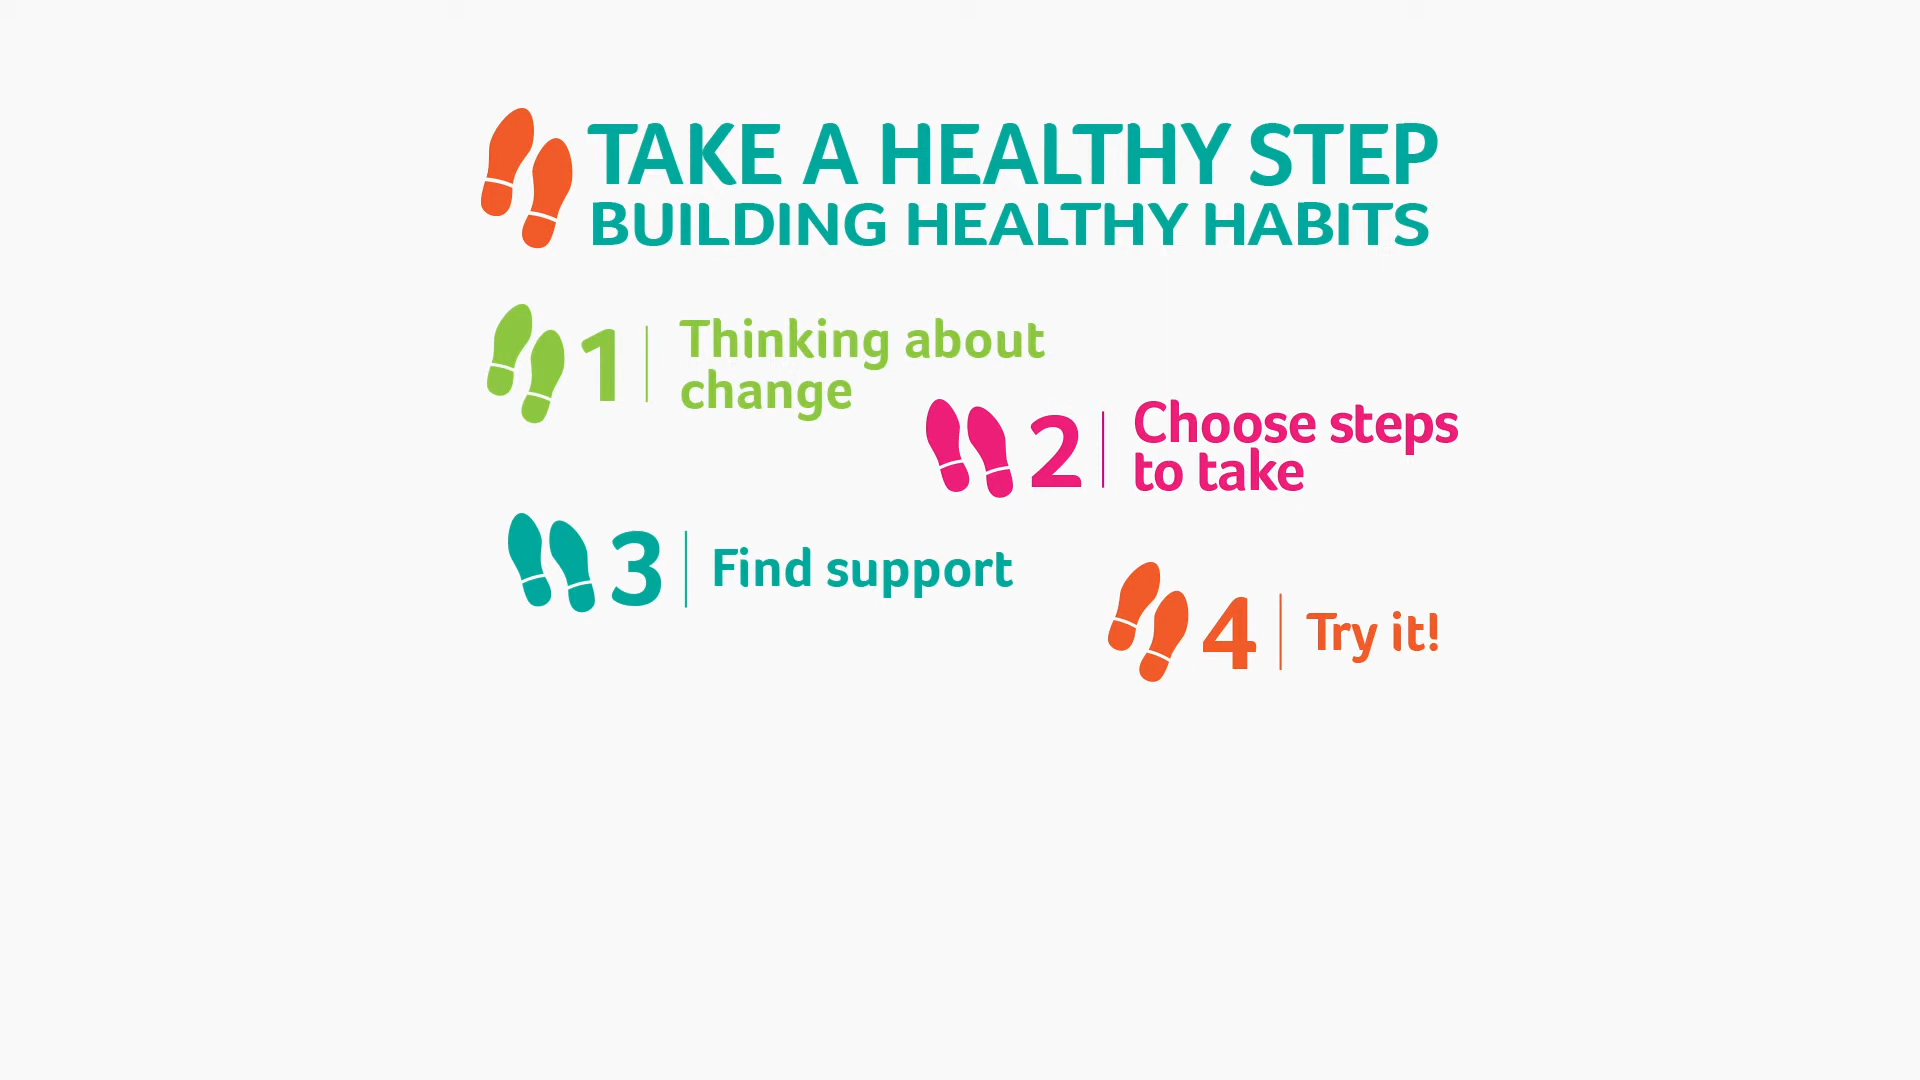 TAKE A HEALTHY STEP
BUILDING HEALTHY HABITS
1
Thinking about
change
2
Choose steps
to take
3
Find support
4
Try it!